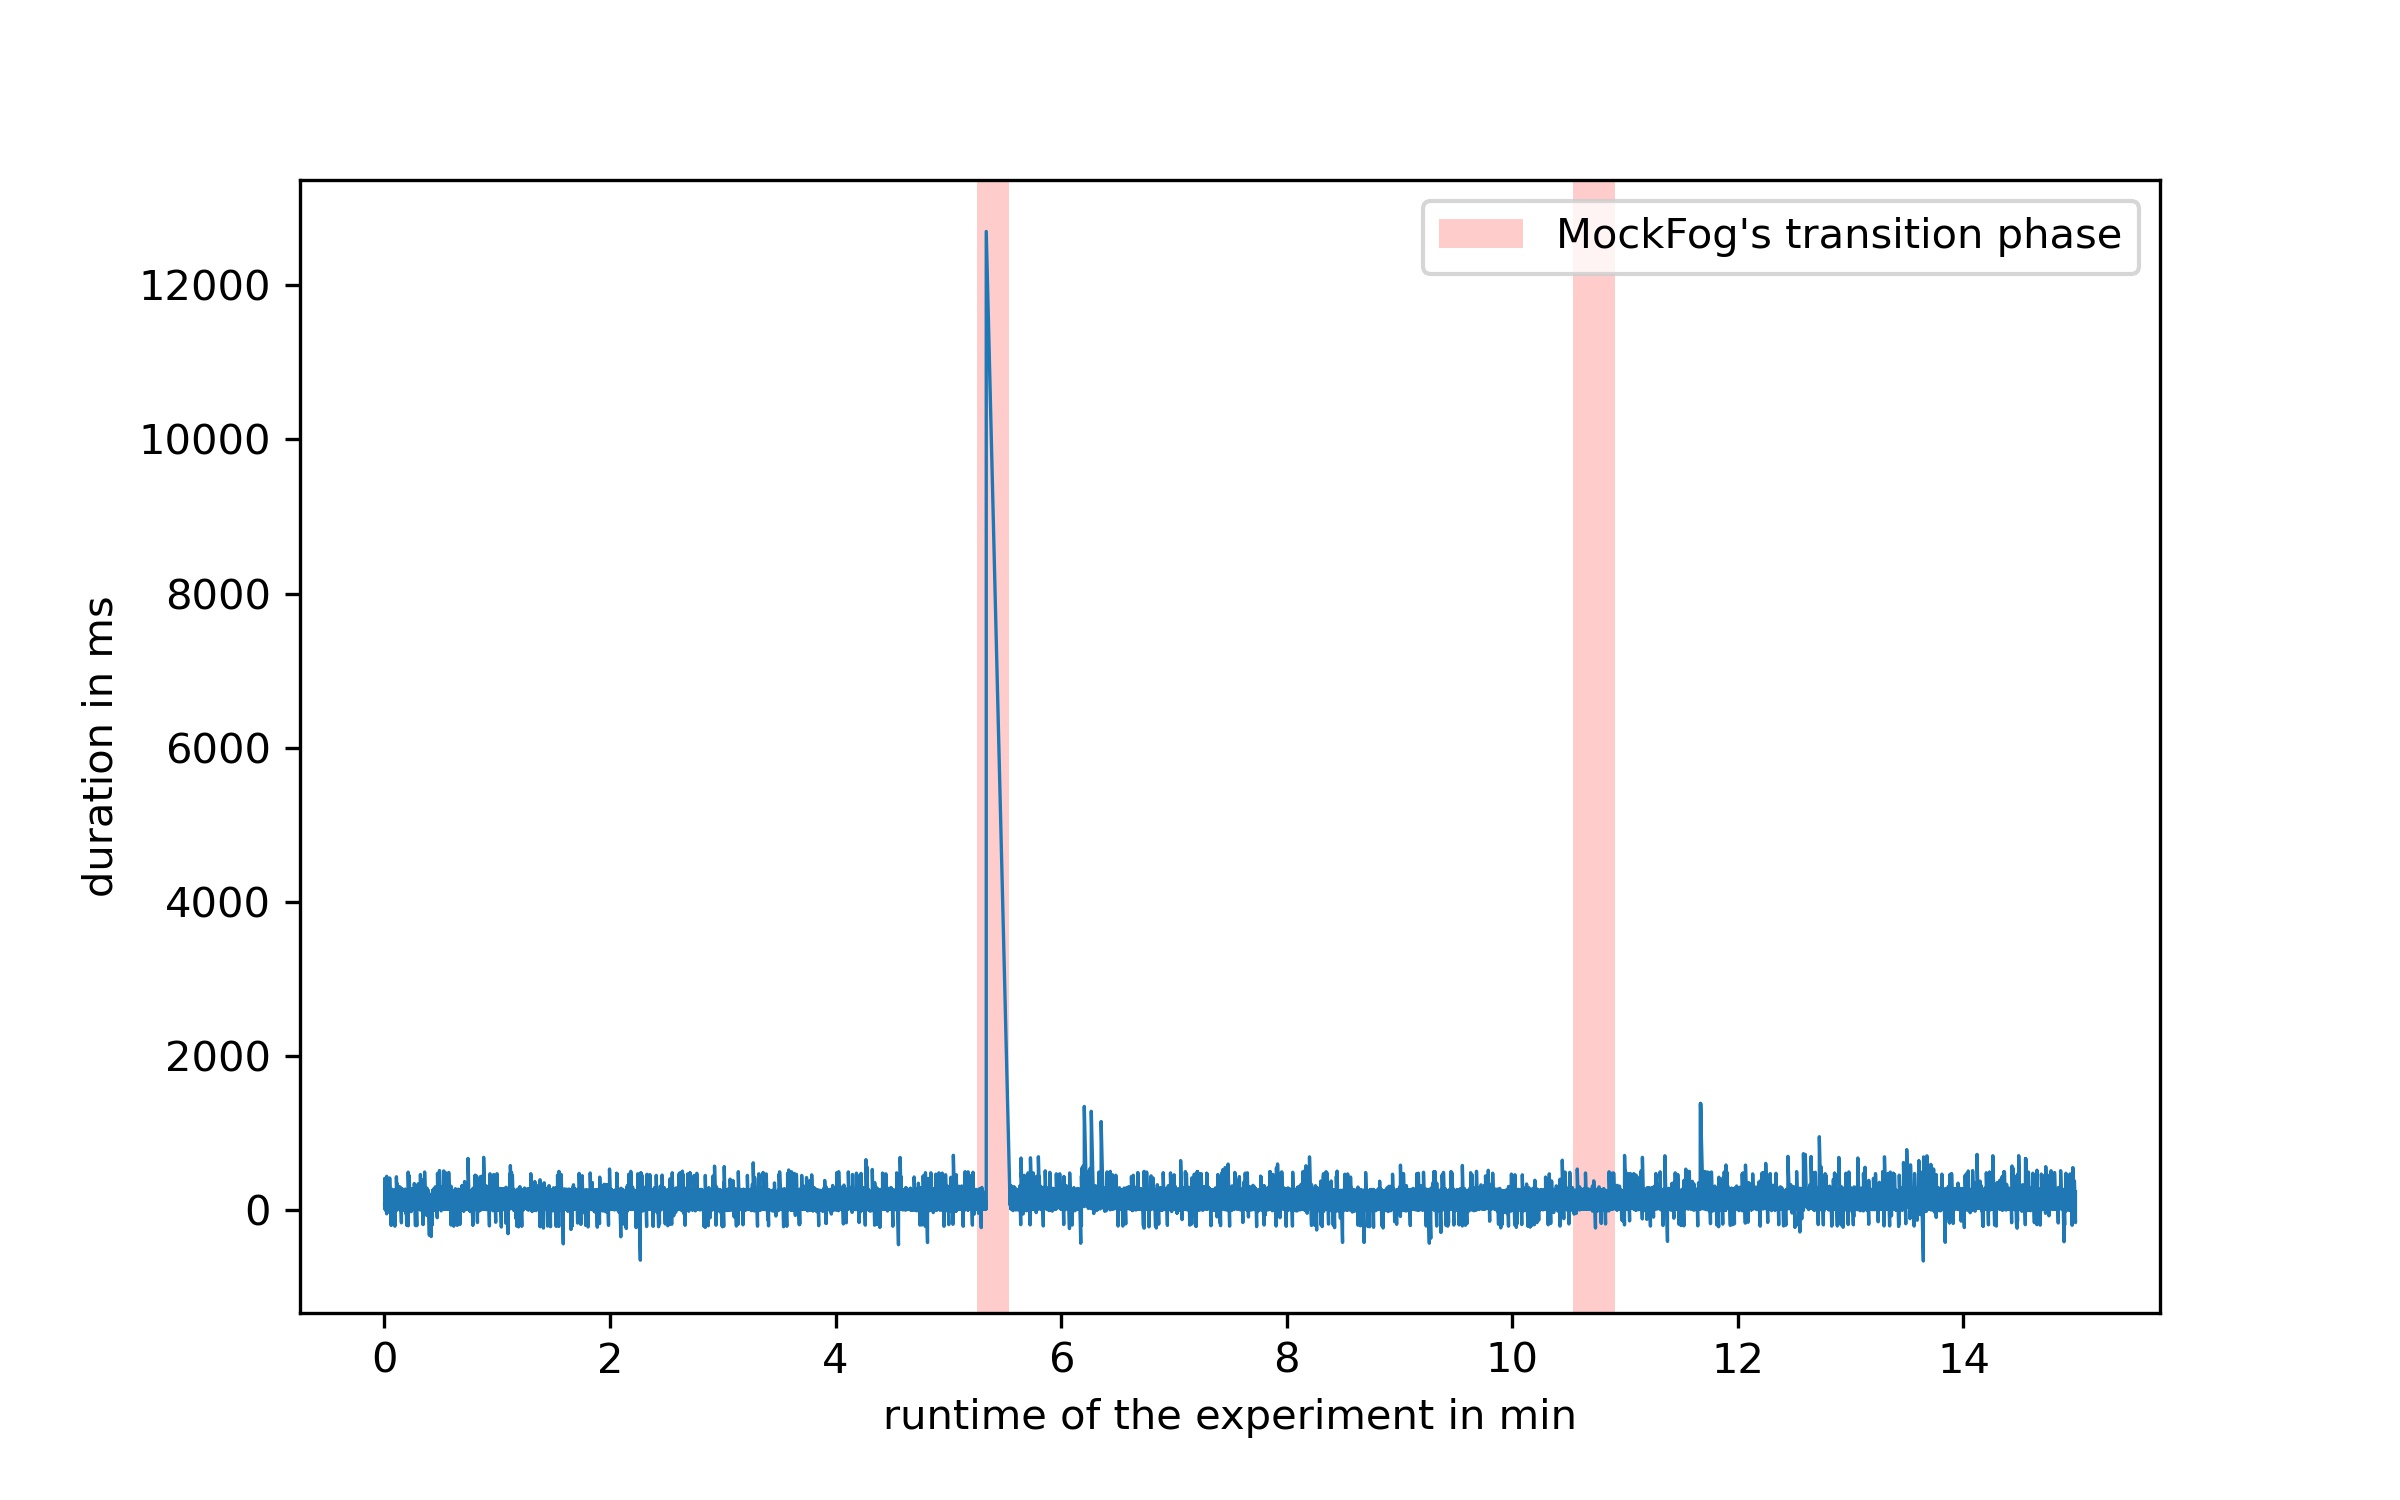 MockFog's transition phase
12000
10000
8000
6000
4000
2000
0
duration in ms
0 2 4 6 8 10 12 14
runtime of the experiment in min